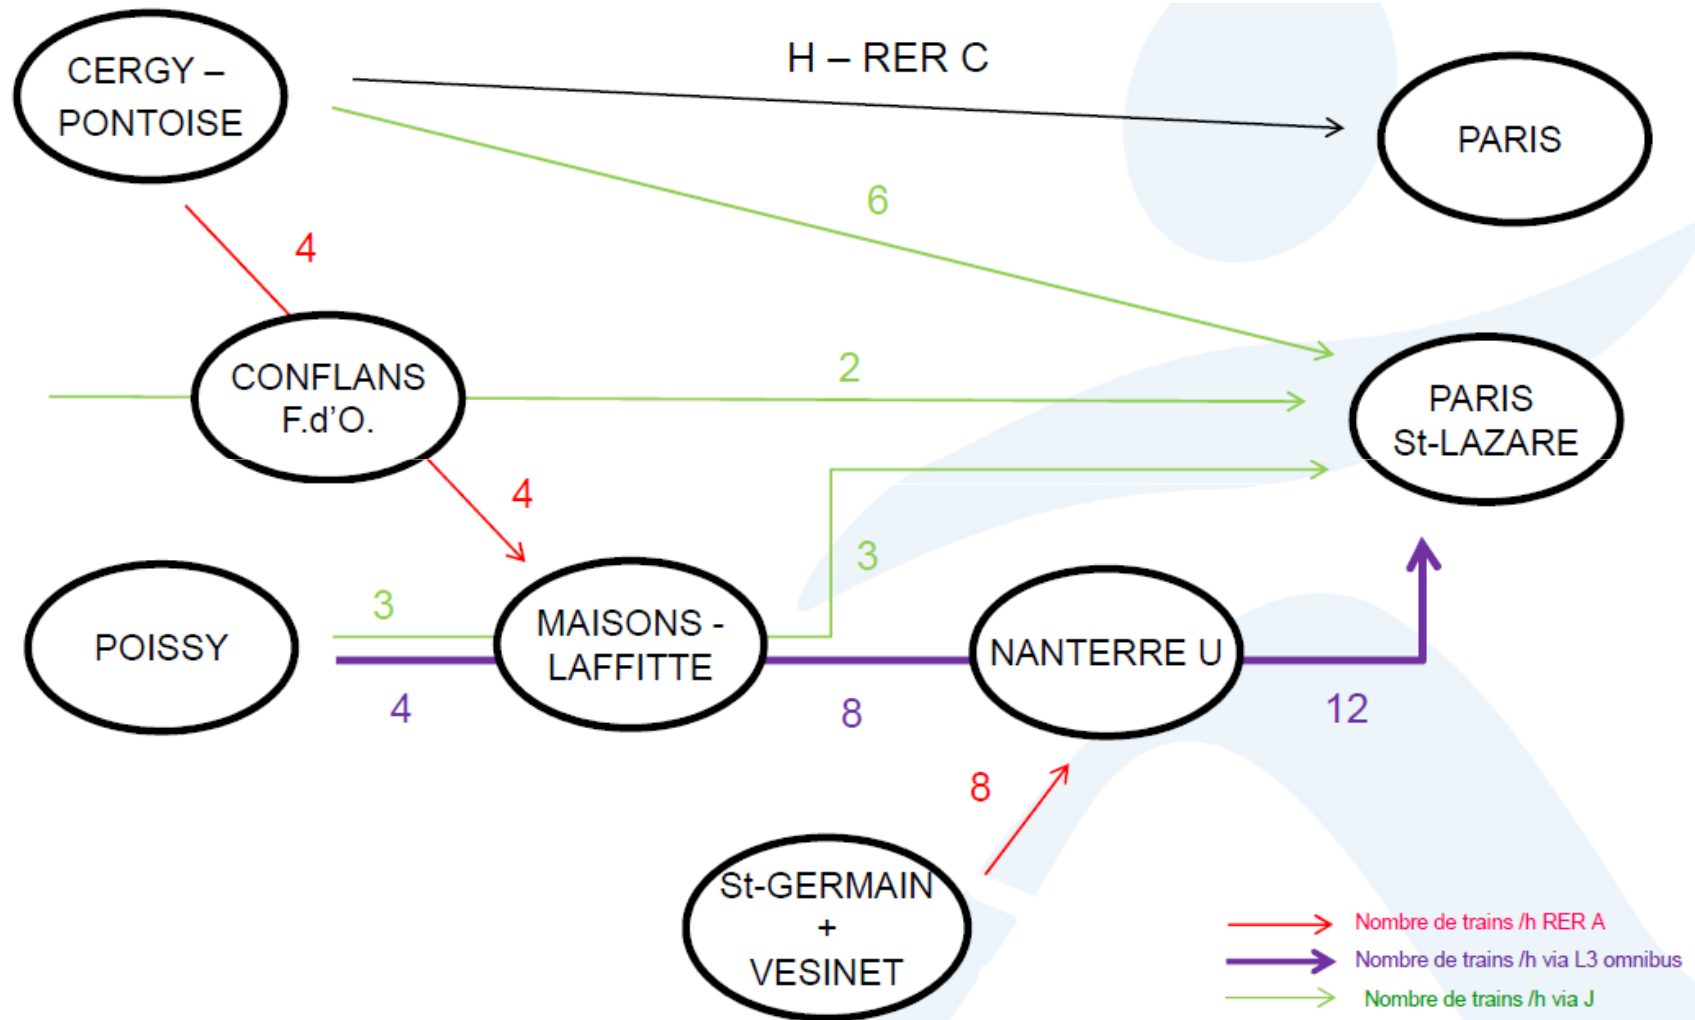 H – RER C
CERGY –
PONTOISE
PARIS
6
4
2
CONFLANS
F.d'O.
PARIS
St-LAZARE
4
3
3
MAISONS -
LAFFITTE
POISSY
NANTERRE U
4
8
12
8
St-GERMAIN
+
VESINET
Nombre de trains /h RER A
Nombre de trains /h via L3 omnibus
Nombre de trains /h via J